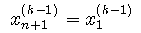 x_{n+1}^{(k-1)} = x_1^{(k-1)}